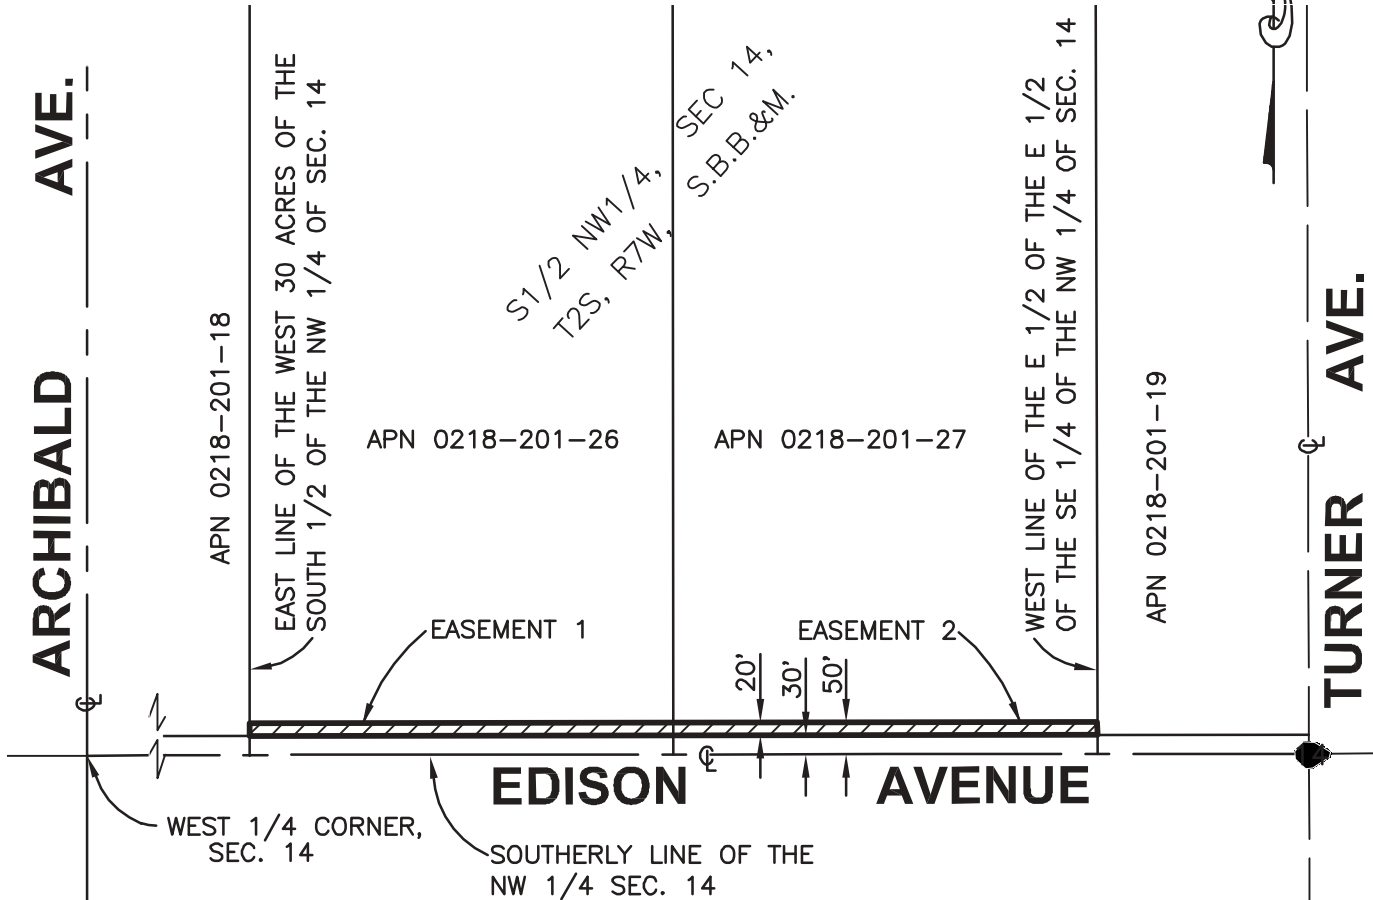 ARCHIBALD AVE.
APN 0218-201-18
EAST LINE OF THE WEST 30 ACRES OF THE
SOUTH 1/2 OF THE NW 1/4 OF SEC. 14
S1/2 NW1/4, SEC 14,
T2S, R7W, S.B.B.&M.
APN 0218-201-26
APN 0218-201-27
WEST LINE OF THE E 1/2 OF THE E 1/2
OF THE SE 1/4 OF THE NW 1/4 OF SEC. 14
APN 0218-201-19
TURNER AVE.
EASEMENT 1
EASEMENT 2
20'
30'
50'
CL
CL
CL
EDISON AVENUE
WEST 1/4 CORNER,
SEC. 14
SOUTHERLY LINE OF THE
NW 1/4 SEC. 14